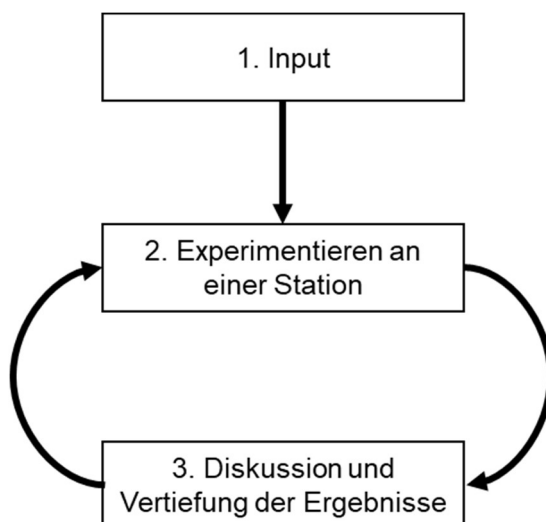 1. Input
2. Experimentieren an
einer Station
3. Diskussion und
Vertiefung der Ergebnisse